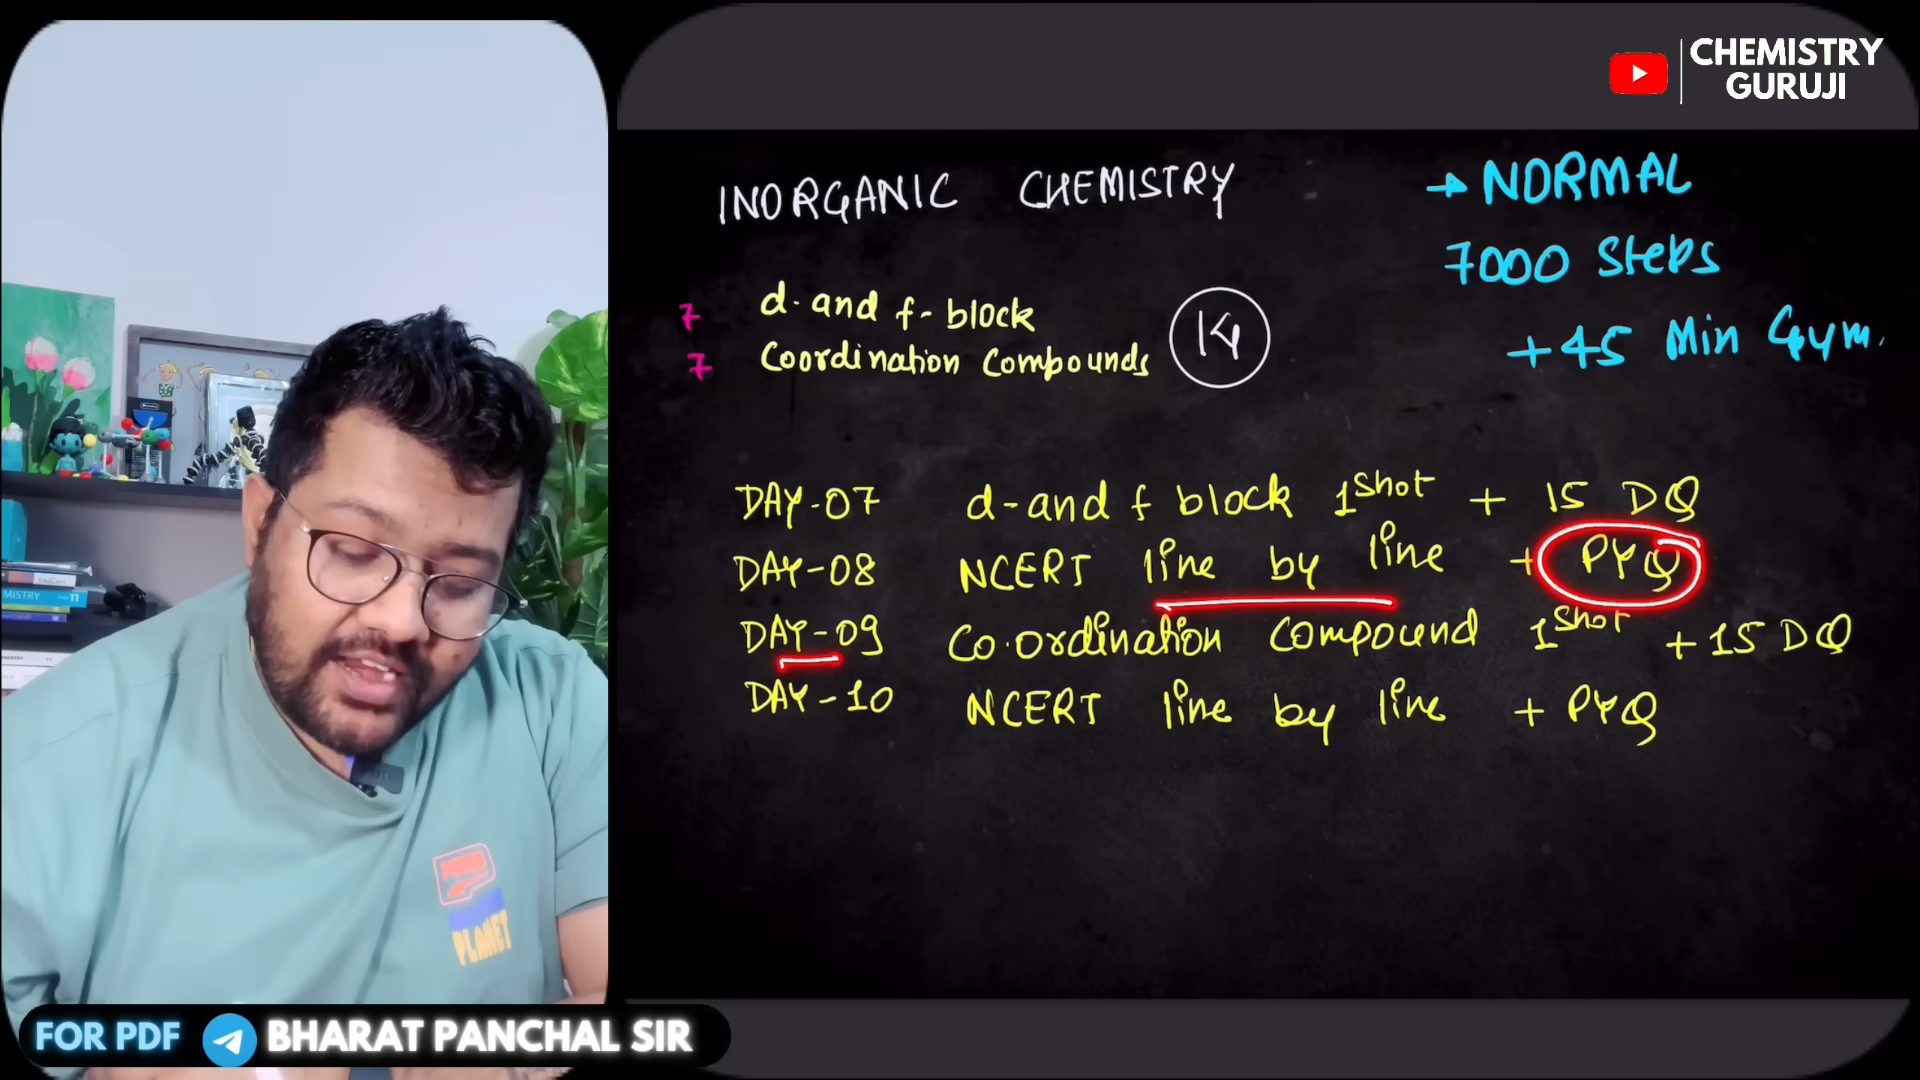 CHEMISTRY
GURUJI
INORGANIC CHEMISTRY
→ NORMAL
7000 Steps
+45 Min Gym.
7 d-and f-block
7 Coordination Compounds
14
DAY-07 d-and f block 1Shot + 15 DQ
DAY-08 NCERT line by line + PYQ
DAY-09 Co-ordination Compound 1Shot +15 DQ
DAY-10 NCERT line by line + PYQ
PLANET
FOR PDF BHARAT PANCHAL SIR